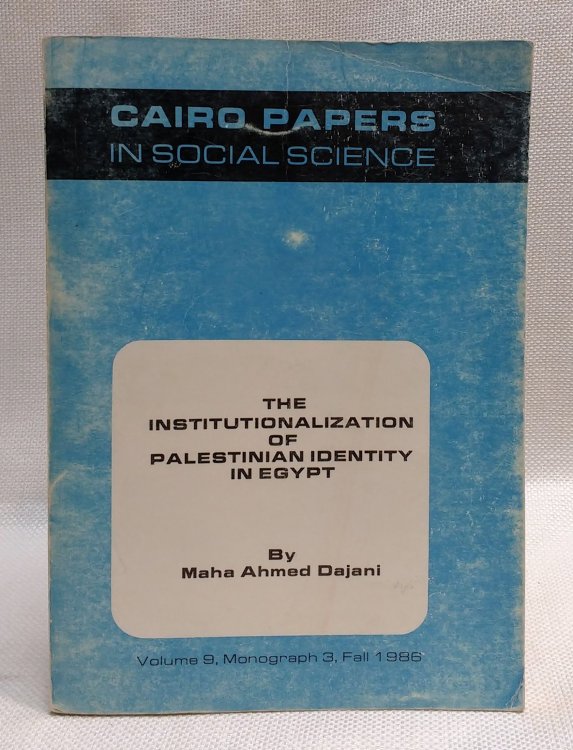 CAIRO PAPERS
IN SOCIAL SCIENCE
THE
INSTITUTIONALIZATION
OF
PALESTINIAN IDENTITY
IN EGYPT
By
Maha Ahmed Dajani
Volume 9, Monograph 3, Fall 1986